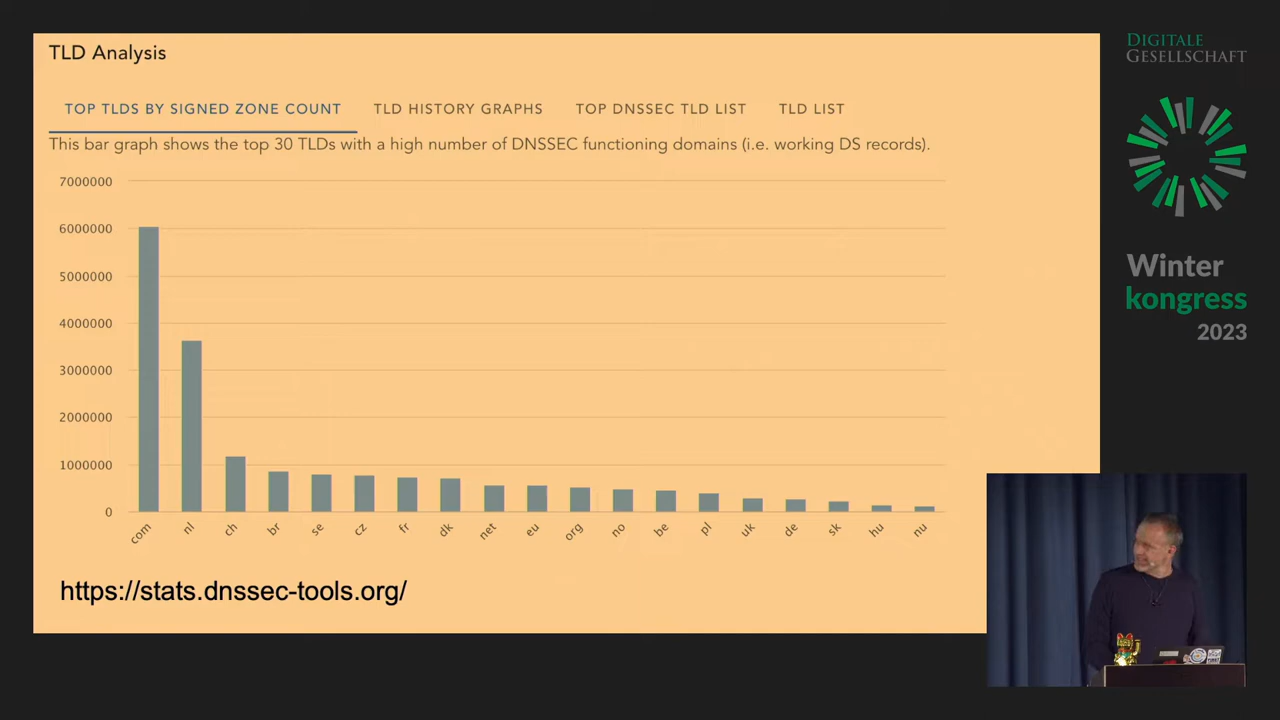 TLD Analysis
TOP TLDS BY SIGNED ZONE COUNT TLD HISTORY GRAPHS TOP DNSSEC TLD LIST TLD LIST
This bar graph shows the top 30 TLDs with a high number of DNSSEC functioning domains (i.e. working DS records).
7000000
6000000
5000000
4000000
3000000
2000000
1000000
0
com nl ch br se cz fr dk net eu org no be pl uk de sk hu nu
https://stats.dnssec-tools.org/
DIGITALE
GESELLSCHAFT
Winter
kongress
2023